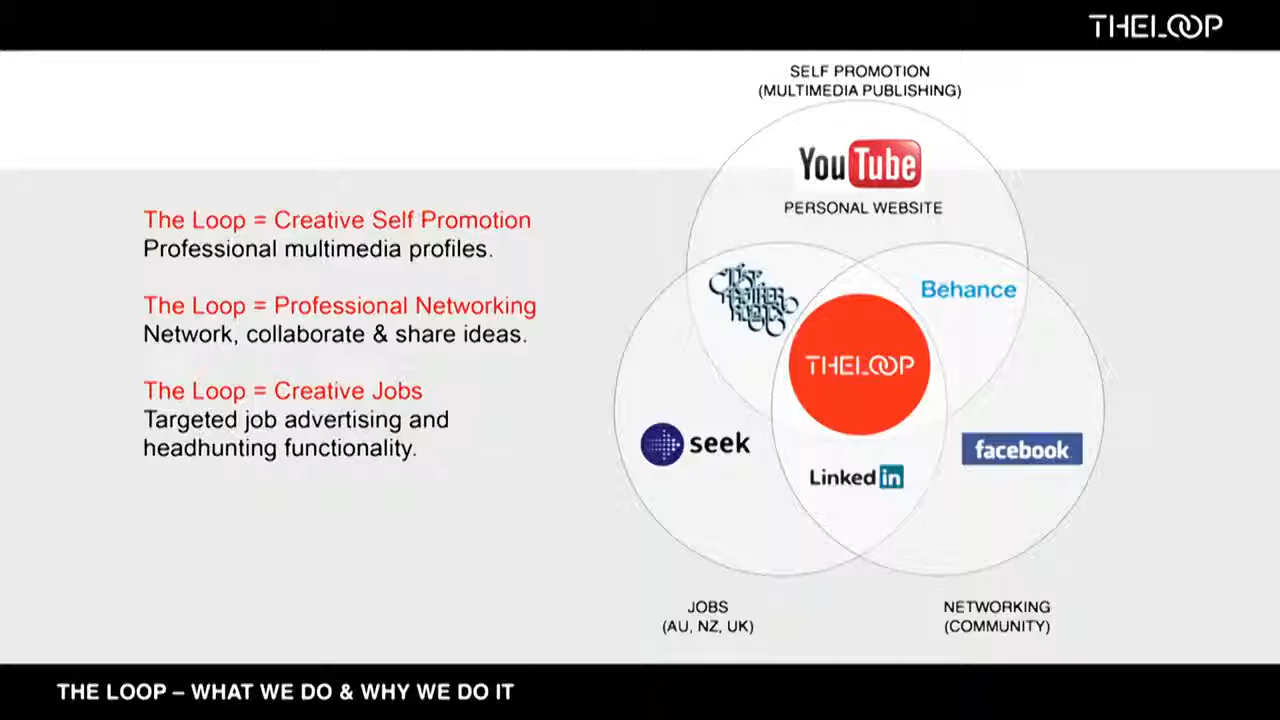 THELOOP
SELF PROMOTION
(MULTIMEDIA PUBLISHING)
YouTube
PERSONAL WEBSITE
The Loop = Creative Self Promotion
Professional multimedia profiles.
The Loop = Professional Networking
Network, collaborate & share ideas.
The Loop = Creative Jobs
Targeted job advertising and
headhunting functionality.
Behance
THELOOP
seek
facebook
Linked in
JOBS
(AU, NZ, UK)
NETWORKING
(COMMUNITY)
THE LOOP – WHAT WE DO & WHY WE DO IT